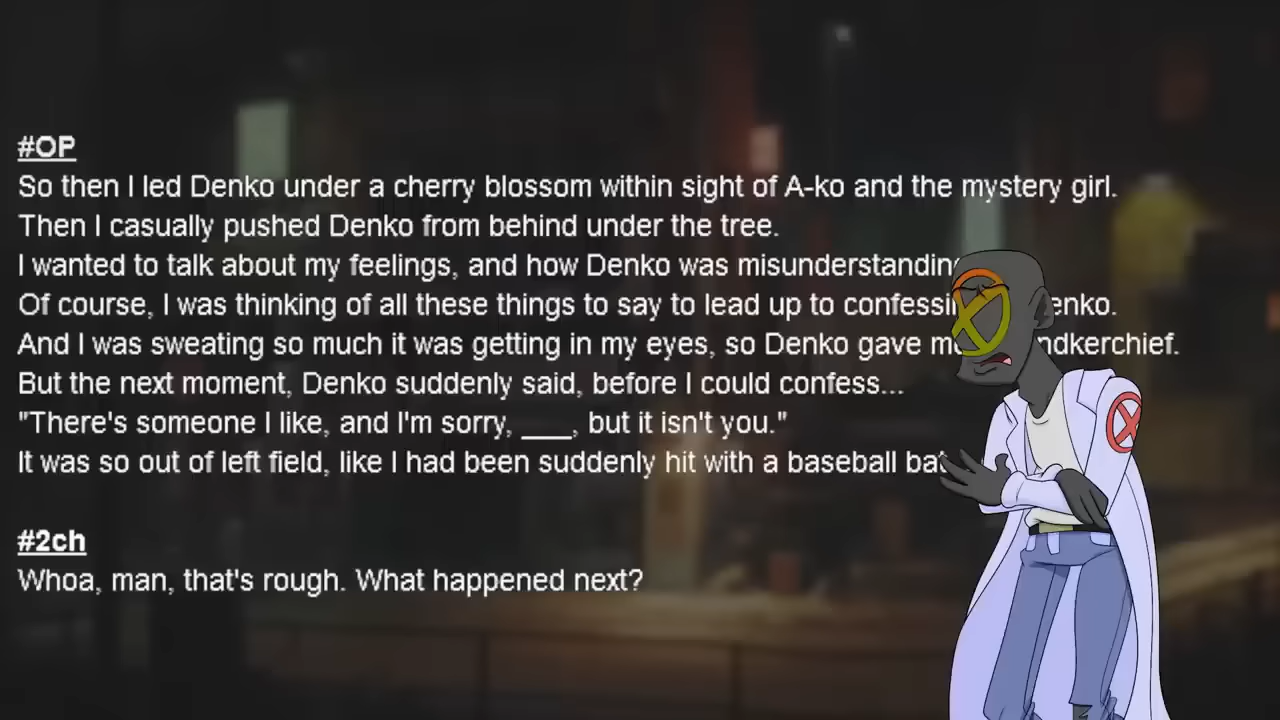 #OP
So then I led Denko under a cherry blossom within sight of A-ko and the mystery girl.
Then I casually pushed Denko from behind under the tree.
I wanted to talk about my feelings, and how Denko was misunderstanding
Of course, I was thinking of all these things to say to lead up to
And I was sweating so much it was getting in my eyes, so Denko gave
But the next moment, Denko suddenly said, before I could confess...
"There's someone I like, and I'm sorry, ___, but it isn't you."
It was so out of left field, like I had been suddenly hit with a baseball bat
#2ch
Whoa, man, that's rough. What happened next?